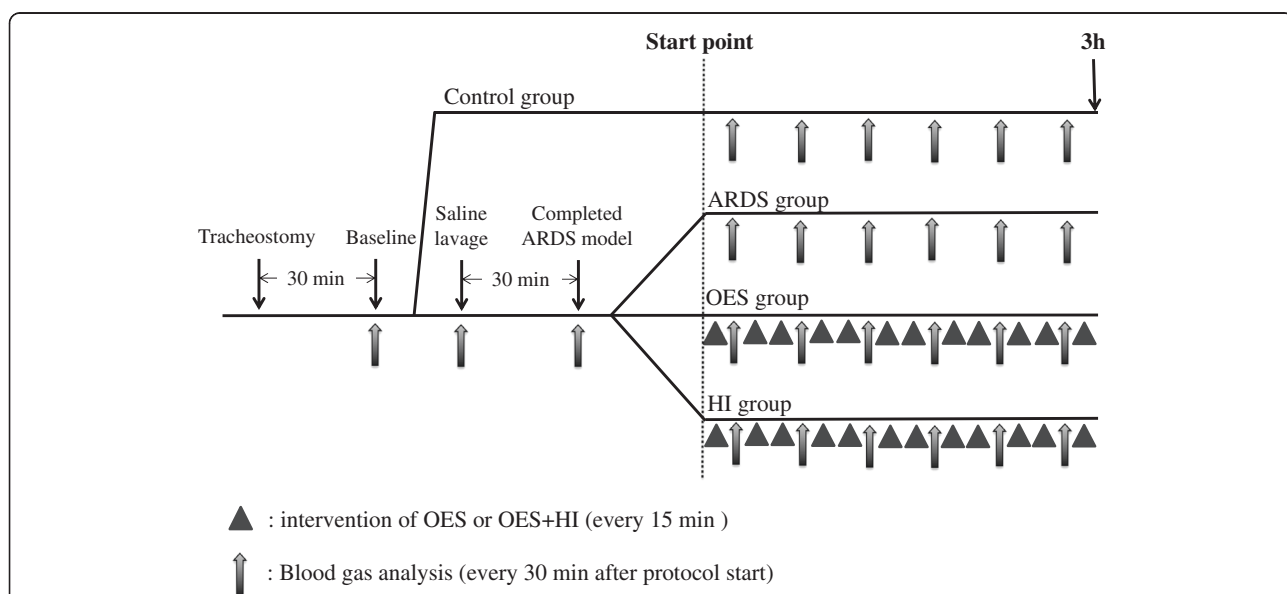 Start point
3h
Control group
ARDS group
Saline
lavage
Completed
ARDS model
Tracheostomy
Baseline
30 min
30 min
OES group
HI group
: intervention of OES or OES+HI (every 15 min )
: Blood gas analysis (every 30 min after protocol start)